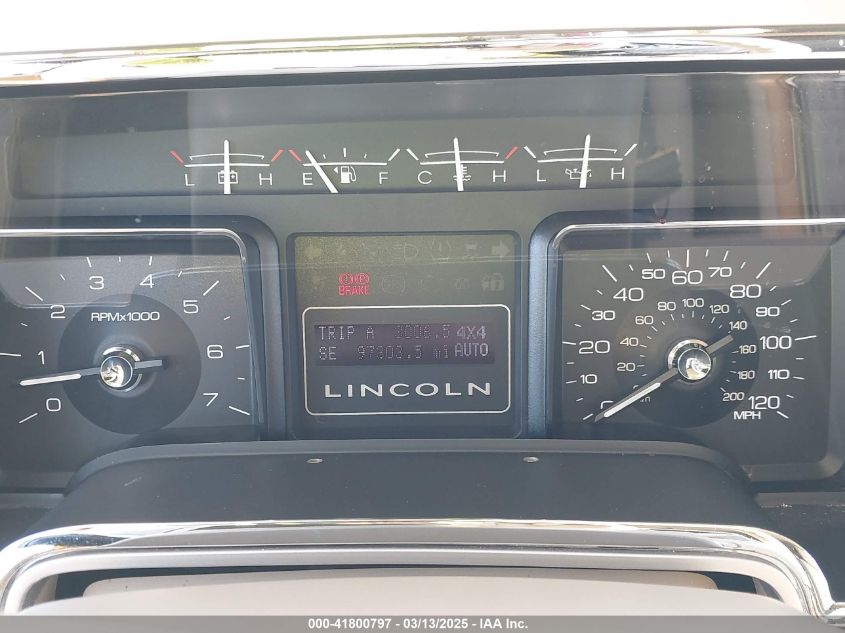 L H E F C H L H
0 1 2 3 4 5 6 7
RPMx1000
BRAKE
TRIP A 1006.5 4X4
SE 97303.5 mi AUTO
LINCOLN
0 10 20 30 40 50 60 70 80 90 100 110 120
MPH
40 60 80 100 120 140 160 180 200
000-41800797 - 03/13/2025 - IAA Inc.